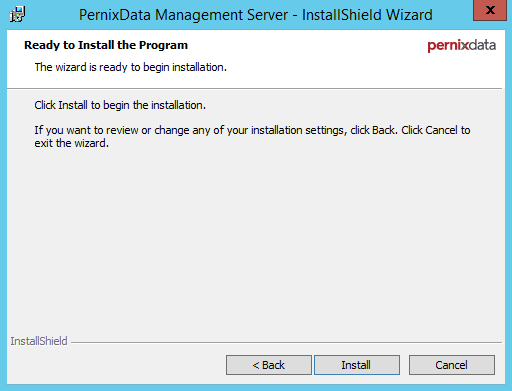 PernixData Management Server - InstallShield Wizard
x
Ready to Install the Program
pernixdata
The wizard is ready to begin installation.
Click Install to begin the installation.
If you want to review or change any of your installation settings, click Back. Click Cancel to
exit the wizard.
InstallShield
< Back
Install
Cancel